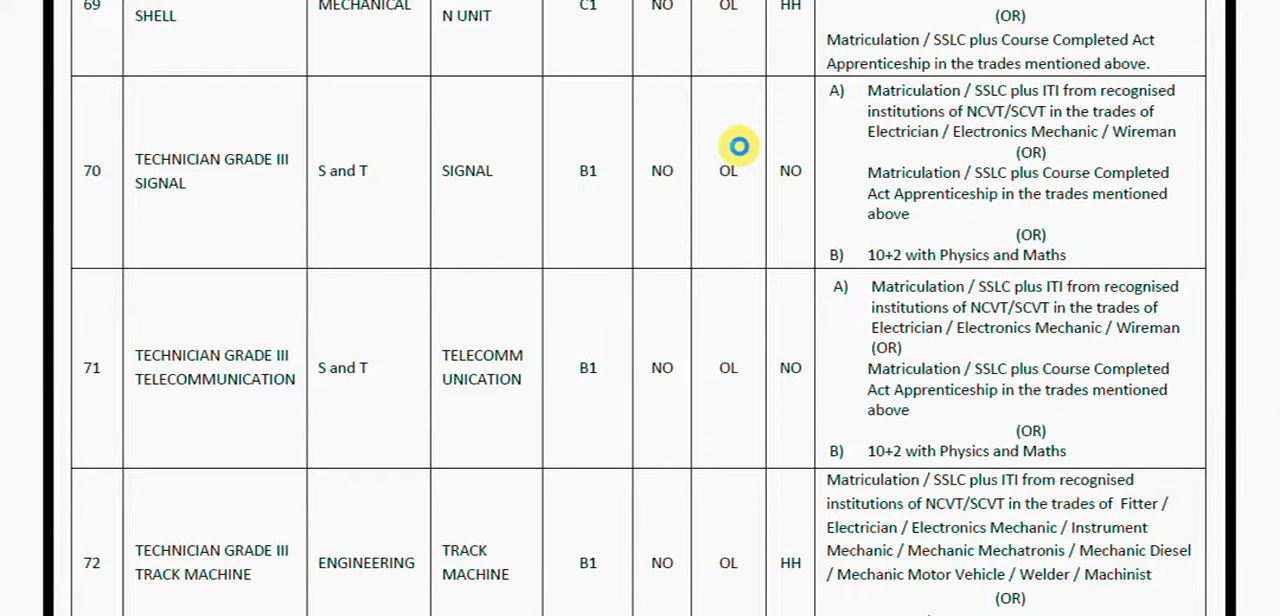 69
SHELL
MECHANICAL
N UNIT
C1
NO
OL
HH
(OR)
Matriculation / SSLC plus Course Completed Act
Apprenticeship in the trades mentioned above.
70
TECHNICIAN GRADE III
SIGNAL
S and T
SIGNAL
B1
NO
OL
NO
A) Matriculation / SSLC plus ITI from recognised
institutions of NCVT/SCVT in the trades of
Electrician / Electronics Mechanic / Wireman
(OR)
Matriculation / SSLC plus Course Completed
Act Apprenticeship in the trades mentioned
above
(OR)
B) 10+2 with Physics and Maths
71
TECHNICIAN GRADE III
TELECOMMUNICATION
S and T
TELECOMM
UNICATION
B1
NO
OL
NO
A) Matriculation / SSLC plus ITI from recognised
institutions of NCVT/SCVT in the trades of
Electrician / Electronics Mechanic / Wireman
(OR)
Matriculation / SSLC plus Course Completed
Act Apprenticeship in the trades mentioned
above
(OR)
B) 10+2 with Physics and Maths
72
TECHNICIAN GRADE III
TRACK MACHINE
ENGINEERING
TRACK
MACHINE
B1
NO
OL
HH
Matriculation / SSLC plus ITI from recognised
institutions of NCVT/SCVT in the trades of Fitter /
Electrician / Electronics Mechanic / Instrument
Mechanic / Mechanic Mechatronis / Mechanic Diesel
/ Mechanic Motor Vehicle / Welder / Machinist
(OR)